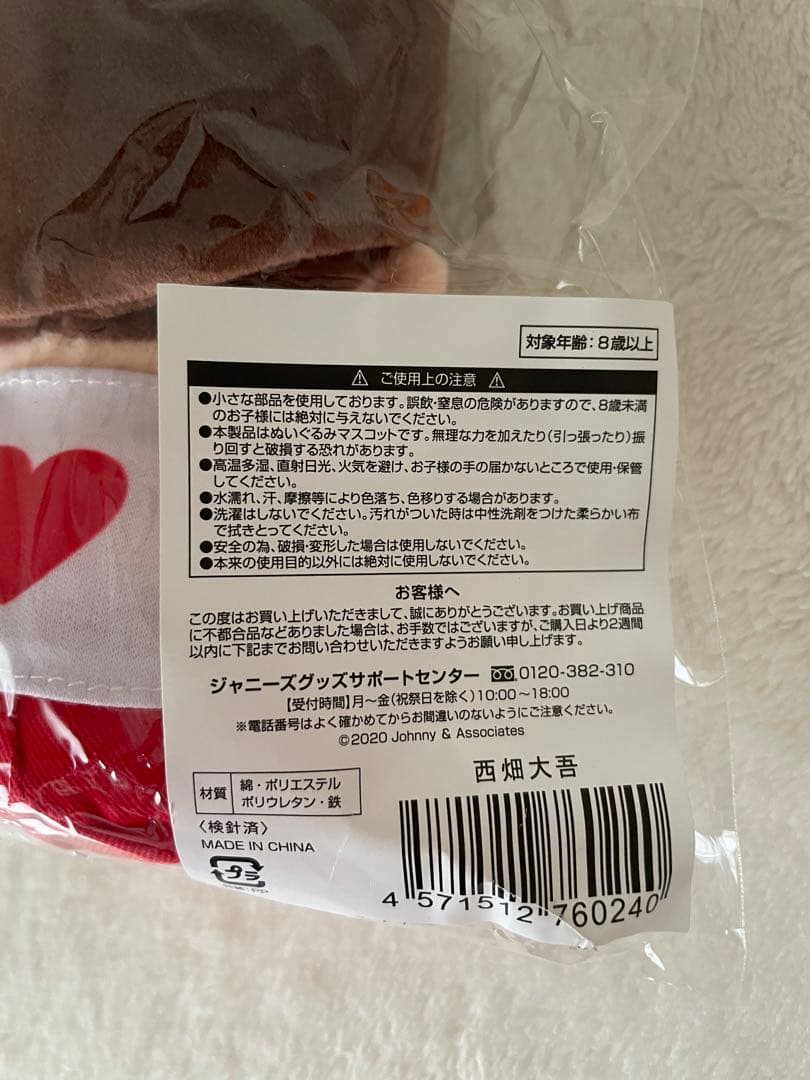 対象年齢:8歳以上
⚠ ご使用上の注意 ⚠
●小さな部品を使用しております。誤飲・窒息の危険がありますので、8歳未満
のお子様には絶対に与えないでください。
●本製品はぬいぐるみマスコットです。無理な力を加えたり(引っ張ったり)振
り回すと破損する恐れがあります。
●高温多湿、直射日光、火気を避け、お子様の手の届かないところで使用・保管
してください。
●水濡れ、汗、摩擦等により色落ち、色移りする場合があります。
●洗濯はしないでください。汚れがついた時は中性洗剤をつけた柔らかい布
で拭きとってください。
●安全の為、破損・変形した場合は使用しないでください。
●本来の使用目的以外には絶対に使用しないでください。
お客様へ
この度はお買い上げいただきまして、誠にありがとうございます。お買い上げ商品
に不都合品などありました場合は、お手数ではございますが、ご購入日より2週間
以内に下記までお問い合わせいただきますようお願い申し上げます。
ジャニーズグッズサポートセンター 0120-382-310
【受付時間】月～金(祝祭日を除く)10:00～18:00
※電話番号はよく確かめてからお間違いのないようにご注意ください。
©2020 Johnny & Associates
西畑大吾
材質 綿・ポリエステル
ポリウレタン・鉄
〈検針済〉
MADE IN CHINA
プラ
外装:PP
4 571512 760240